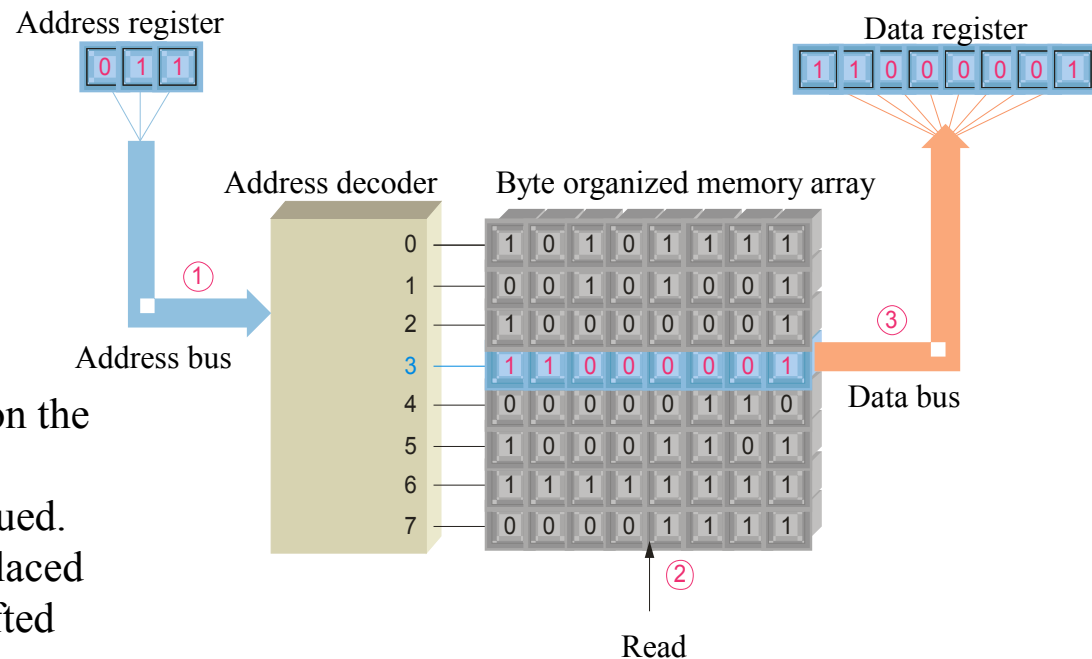 Address register
0 1 1
Data register
1 1 0 0 0 0 0 1
Address decoder
Byte organized memory array
0 1 0 1 0 1 1 1 1
1 0 0 1 0 1 0 0 1
2 1 0 0 0 0 0 0 1
3 1 1 0 0 0 0 0 1
4 0 0 0 0 0 1 1 0
5 1 0 0 0 1 1 0 1
6 1 1 1 1 1 1 1 1
7 0 0 0 0 1 1 1 1
1
Address bus
3
Data bus
2
Read
on the
ued.
laced
fted